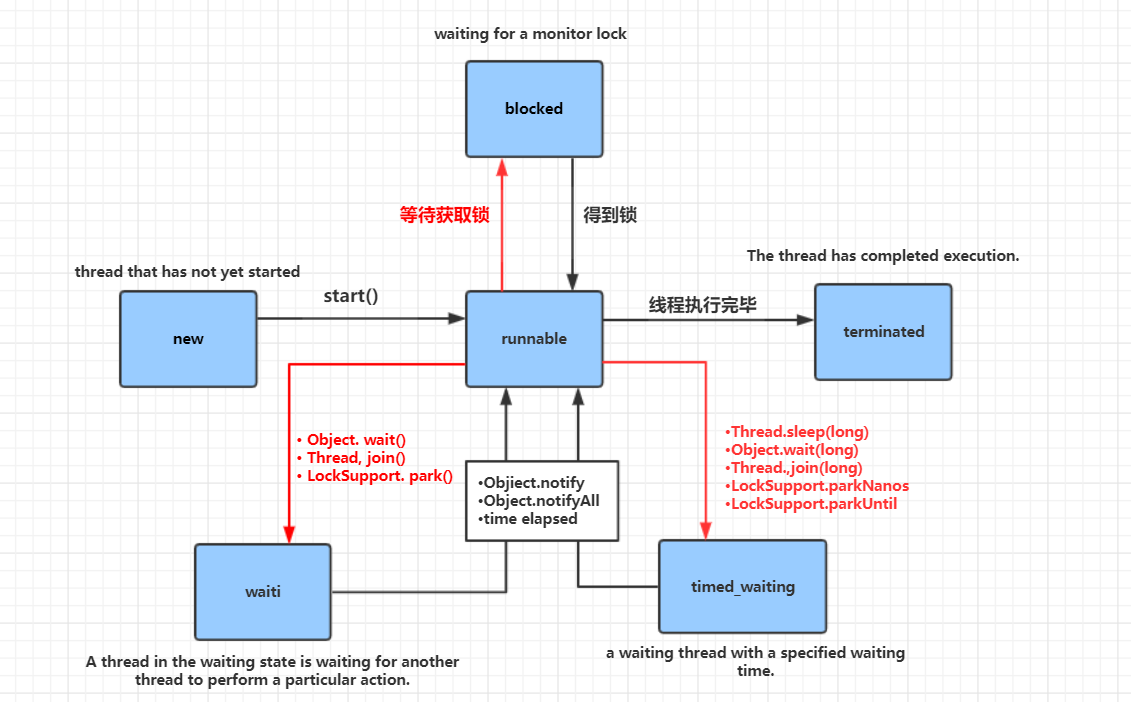 waiting for a monitor lock
blocked
等待获取锁
得到锁
The thread has completed execution.
thread that has not yet started
start()
线程执行完毕
new
runnable
terminated
• Object. wait()
• Thread, join()
• LockSupport. park()
•Thread.sleep(long)
•Object.wait(long)
•Thread.,join(long)
•LockSupport.parkNanos
•LockSupport.parkUntil
•Objiect.notify
•Object.notifyAll
•time elapsed
waiti
timed_waiting
A thread in the waiting state is waiting for another
thread to perform a particular action.
a waiting thread with a specified waiting
time.